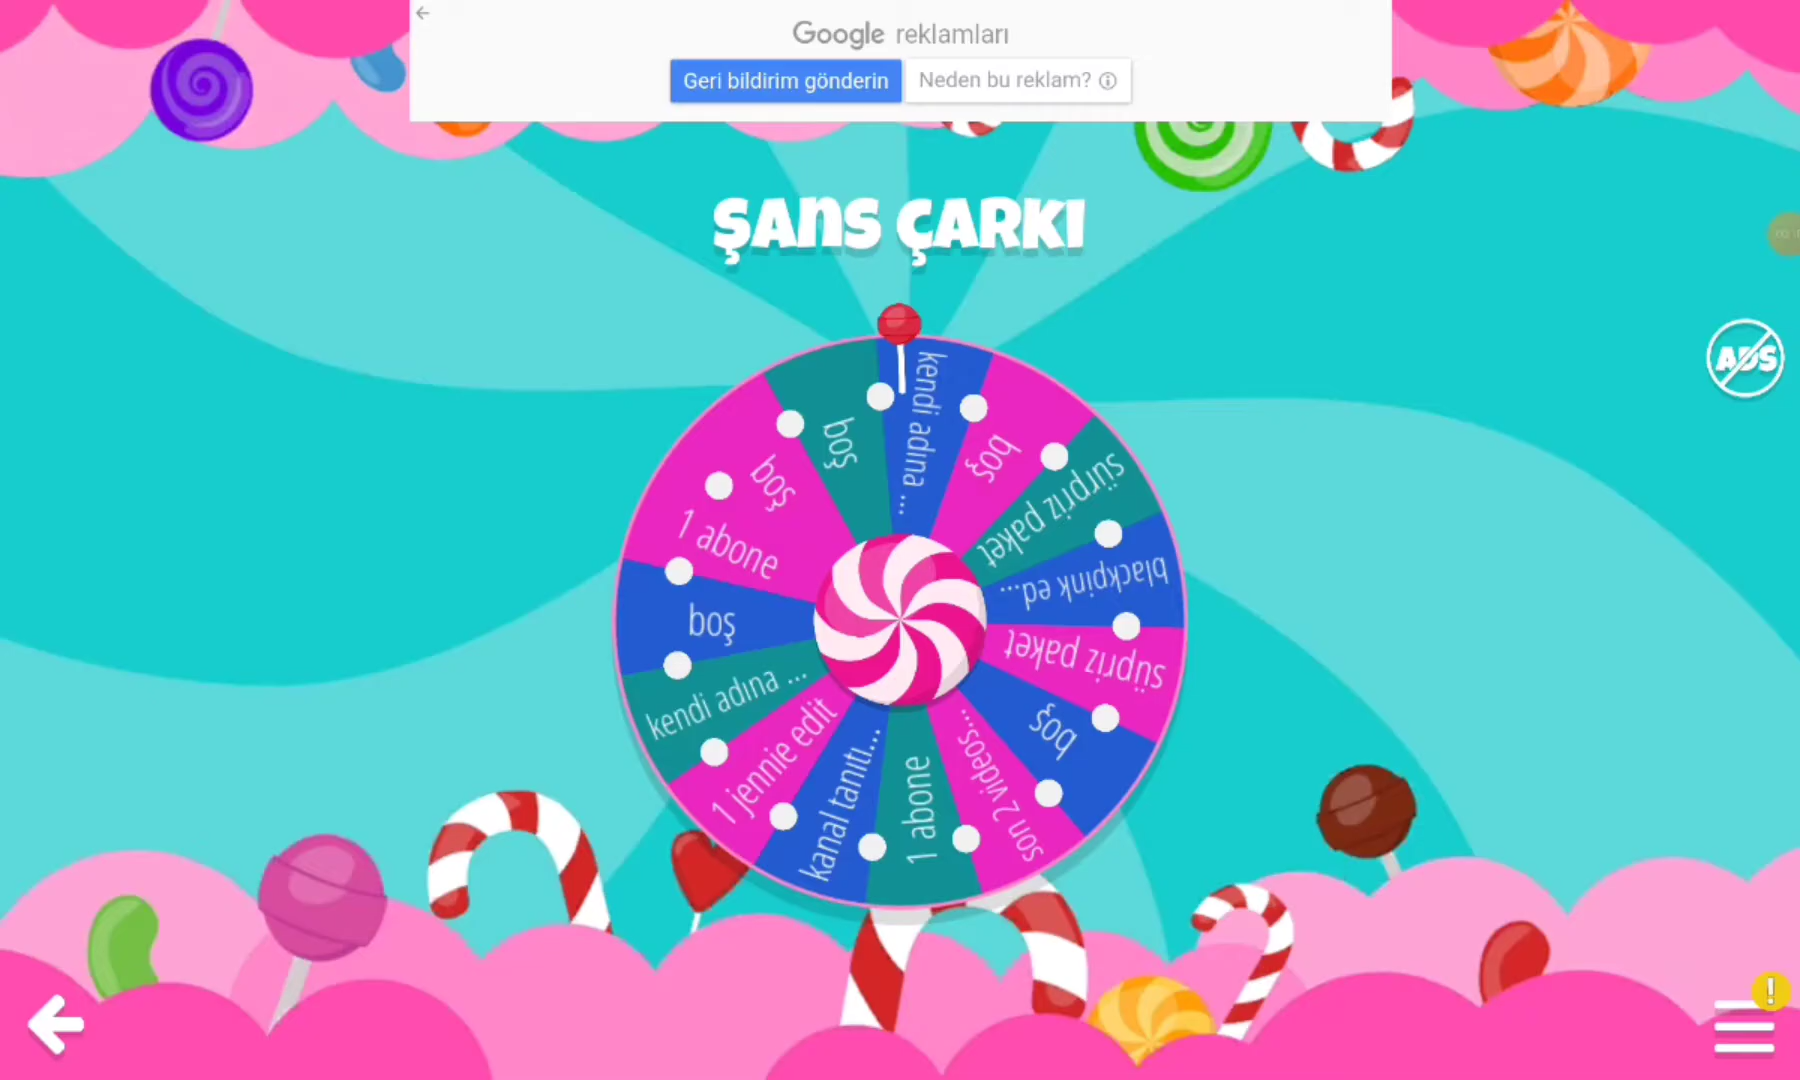 Google reklamları
Geri bildirim gönderin
Neden bu reklam?
ŞANS ÇARKI
ADS
kendi adına ...
boş
sürpriz paket
blackpink ed...
süpriz paket
boş
son 2 videos...
1 abone
kanal tanıtı...
1 jennie edit
kendi adına ...
boş
1 abone
boş
boş
!